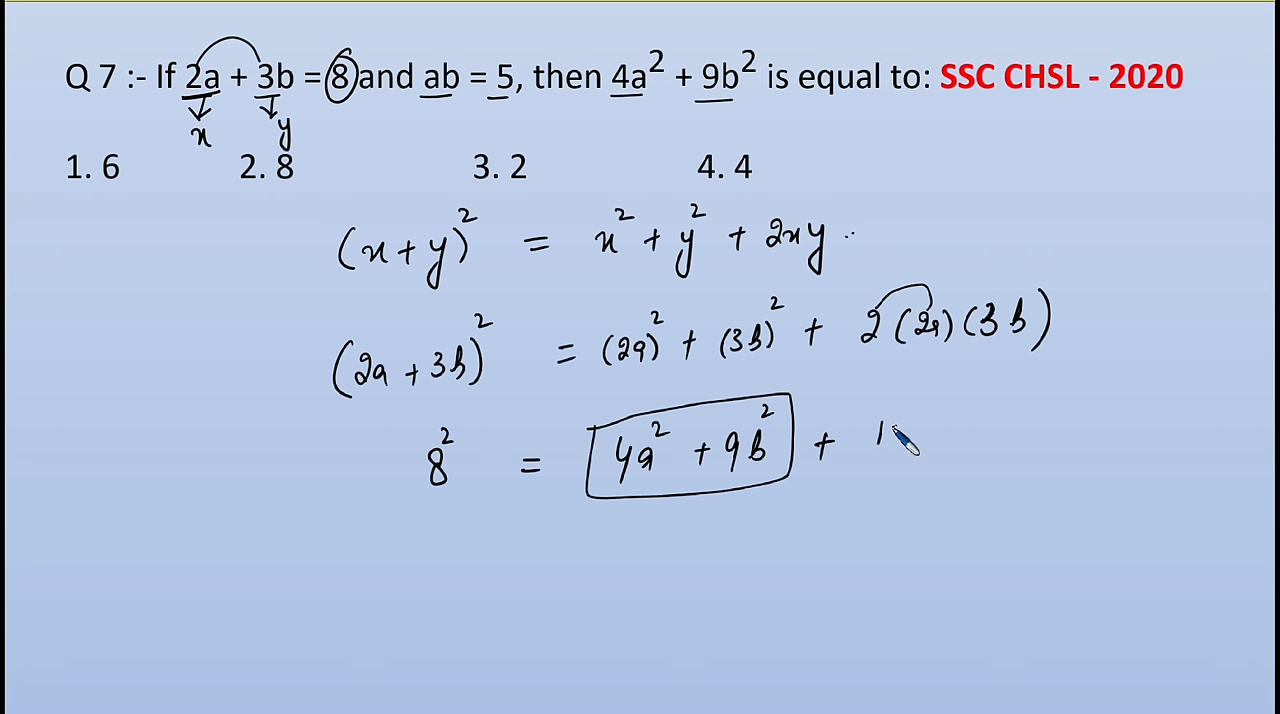 Q 7 :- If 2a + 3b = 8 and ab = 5, then 4a² + 9b² is equal to: SSC CHSL - 2020
x y
1. 6 2. 8 3. 2 4. 4
(x + y)² = x² + y² + 2xy
(2a + 3b)² = (2a)² + (3b)² + 2 (2a) (3b)
8² = 4a² + 9b² + 1